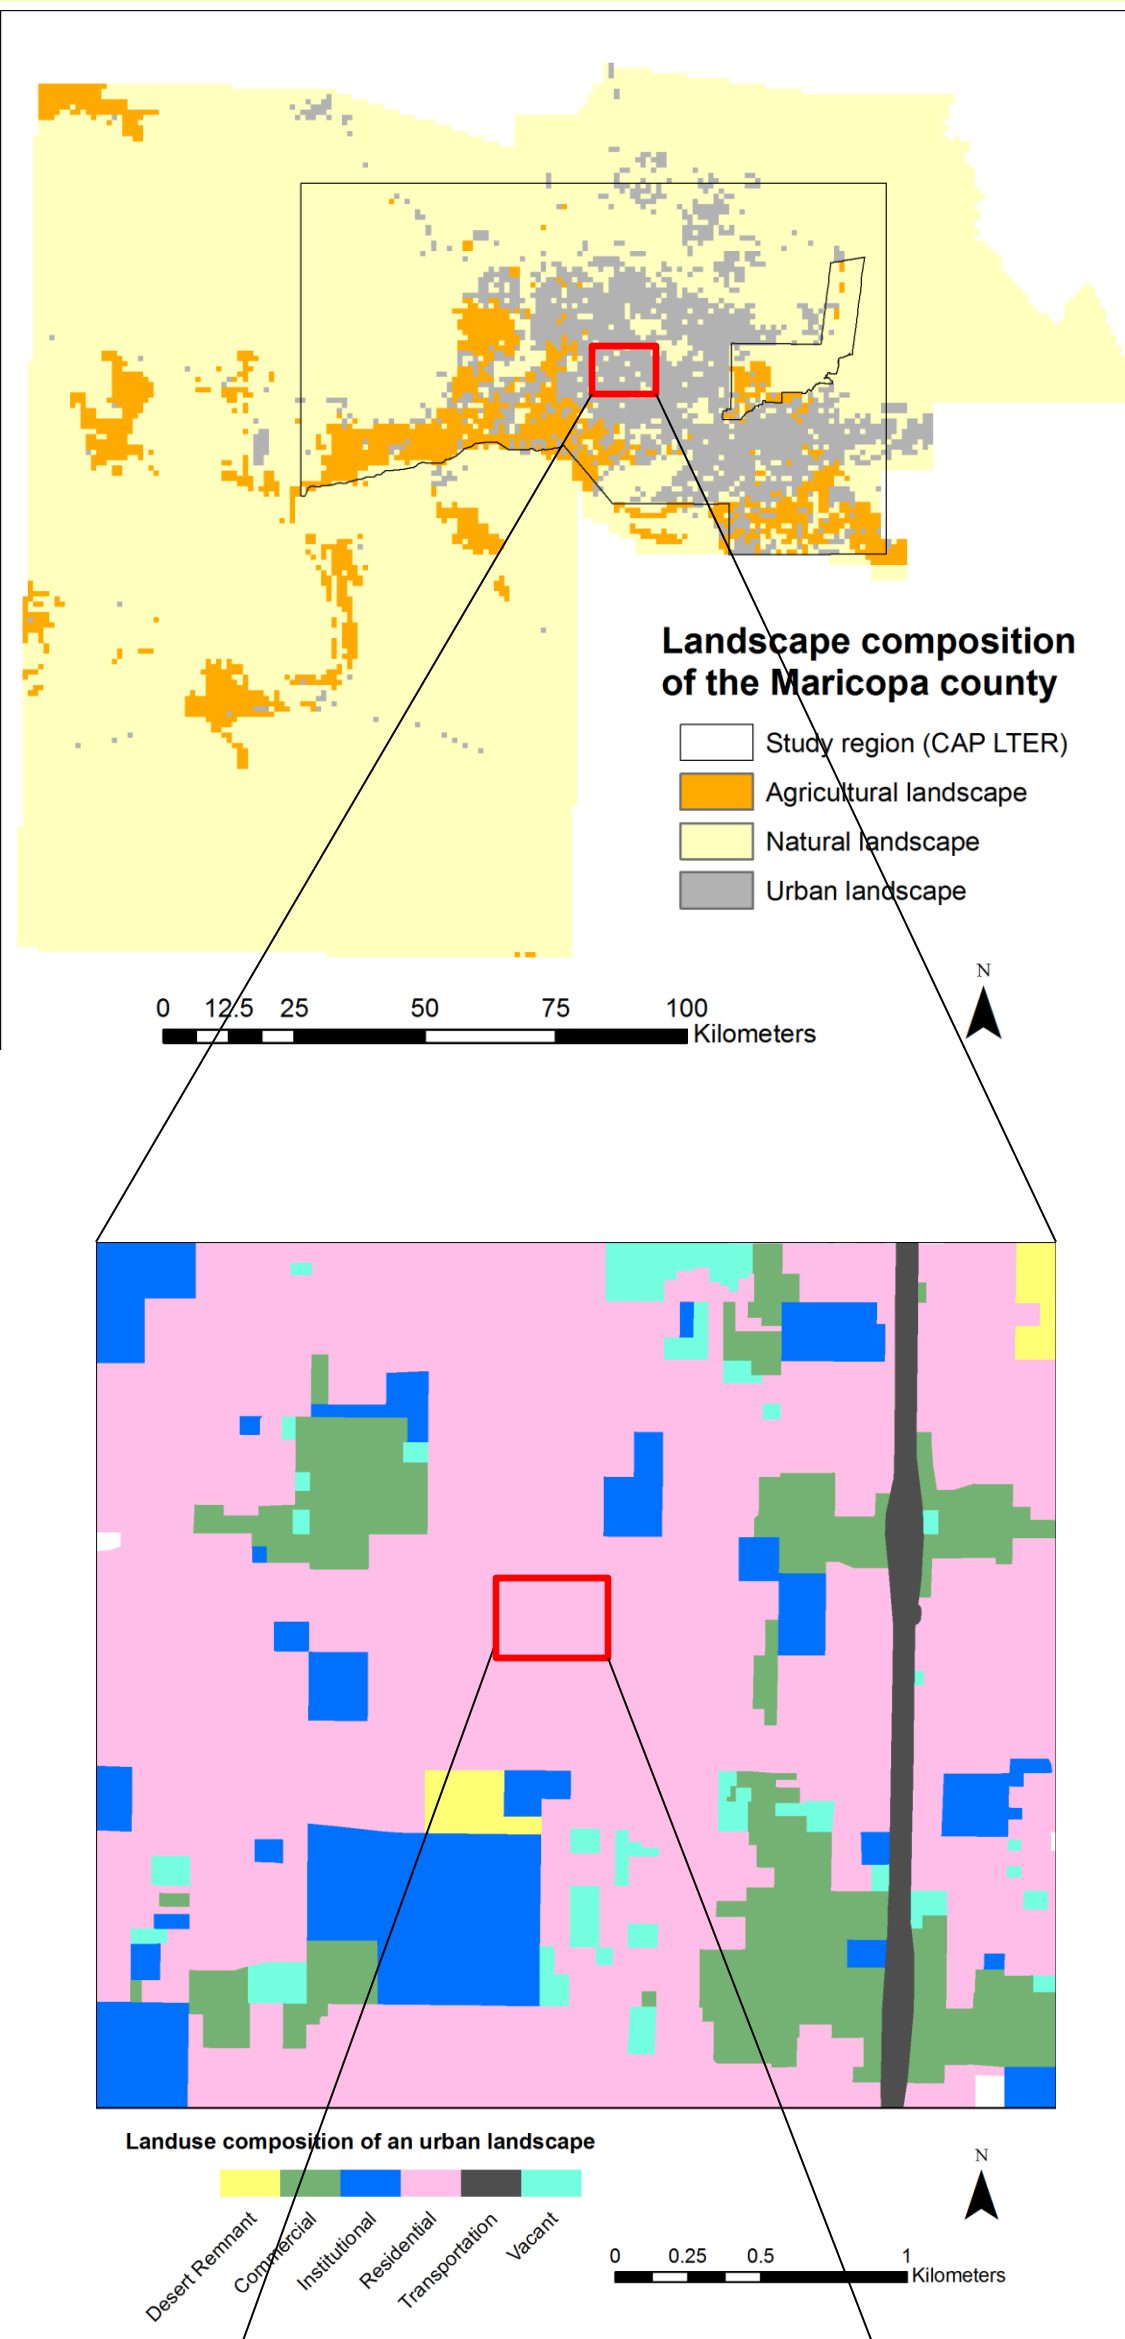 Landscape composition
of the Maricopa county
Study region (CAP LTER)
Agricultural landscape
Natural landscape
Urban landscape
N
0 12.5 25 50 75 100
Kilometers
Landuse composition of an urban landscape
N
Desert Remnant
Commercial
Institutional
Residential
Transportation
Vacant
0 0.25 0.5 1
Kilometers